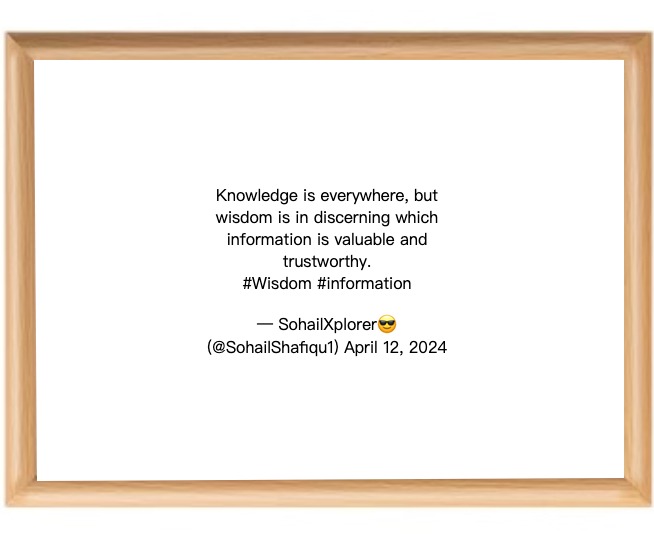 Knowledge is everywhere, but
wisdom is in discerning which
information is valuable and
trustworthy.
#Wisdom #information
— SohailXplorer😎
(@SohailShafiqu1) April 12, 2024